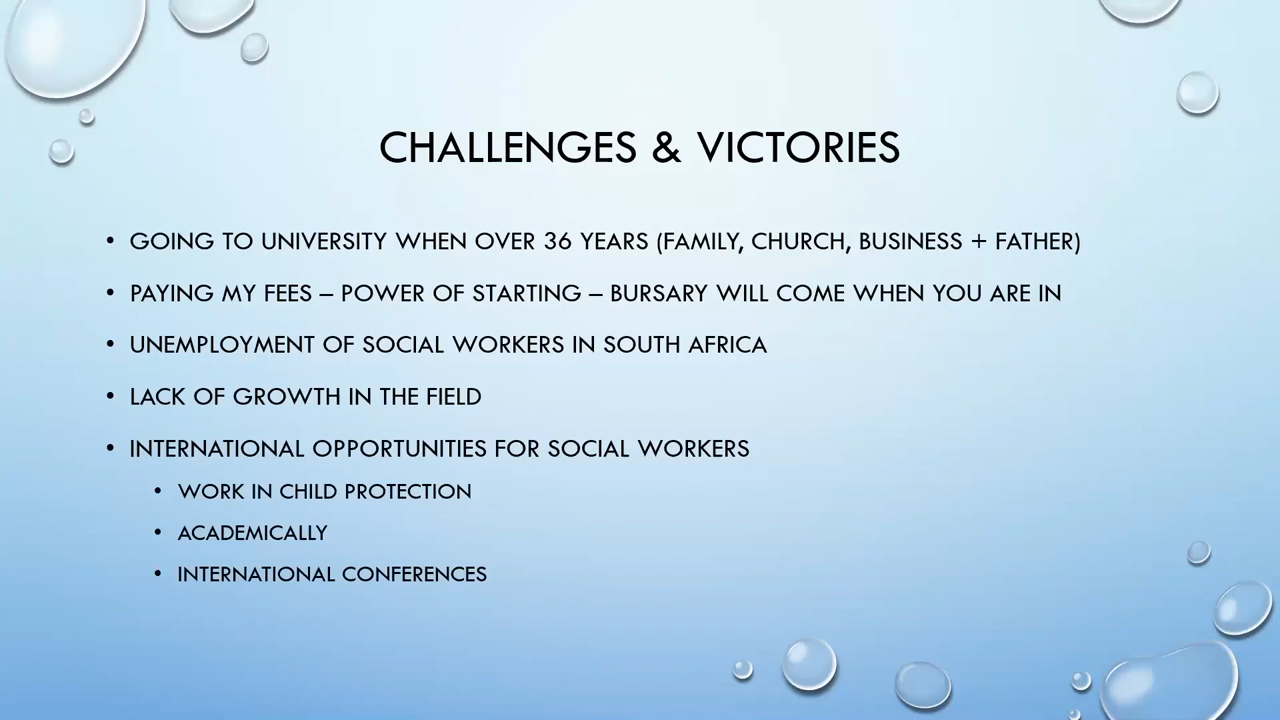 CHALLENGES & VICTORIES
• GOING TO UNIVERSITY WHEN OVER 36 YEARS (FAMILY, CHURCH, BUSINESS + FATHER)
• PAYING MY FEES – POWER OF STARTING – BURSARY WILL COME WHEN YOU ARE IN
• UNEMPLOYMENT OF SOCIAL WORKERS IN SOUTH AFRICA
• LACK OF GROWTH IN THE FIELD
• INTERNATIONAL OPPORTUNITIES FOR SOCIAL WORKERS
• WORK IN CHILD PROTECTION
• ACADEMICALLY
• INTERNATIONAL CONFERENCES